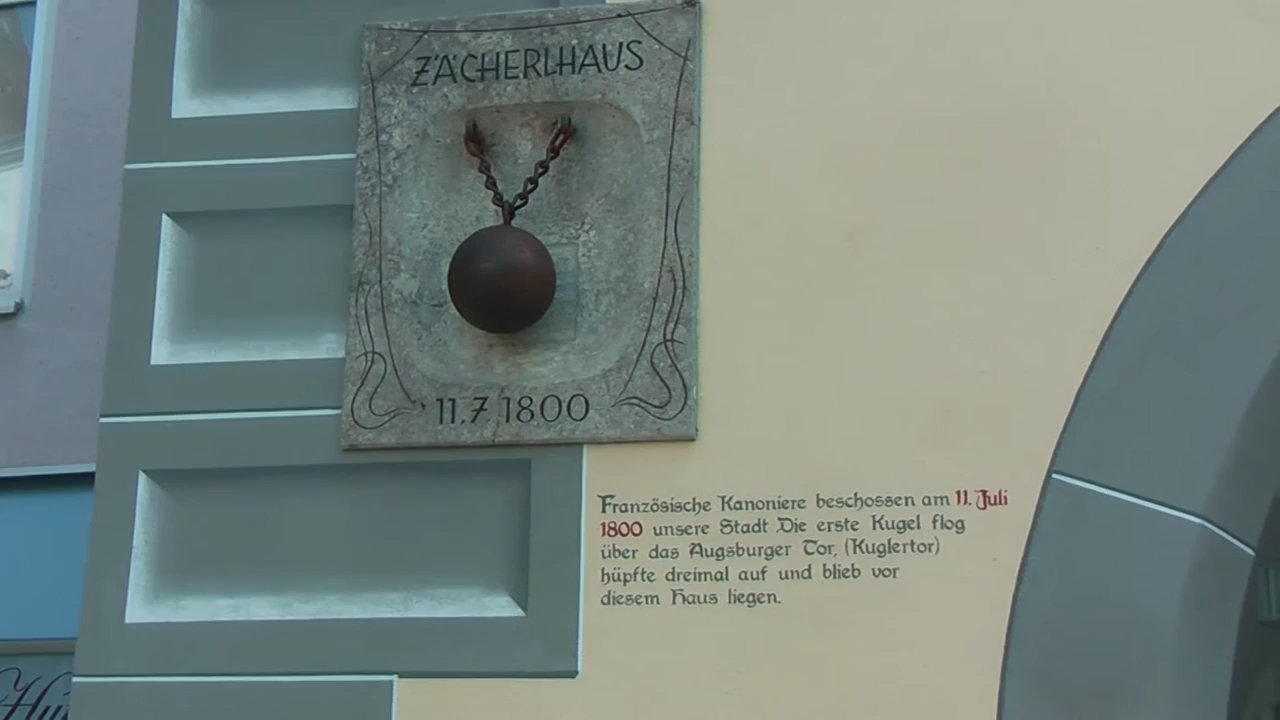 ZÄCHERLHAUS
11.7.1800
Französische Kanoniere beschossen am 11. Juli
1800 unsere Stadt Die erste Kugel flog
über das Augsburger Tor, (Kuglertor)
hüpfte dreimal auf und blieb vor
diesem Haus liegen.